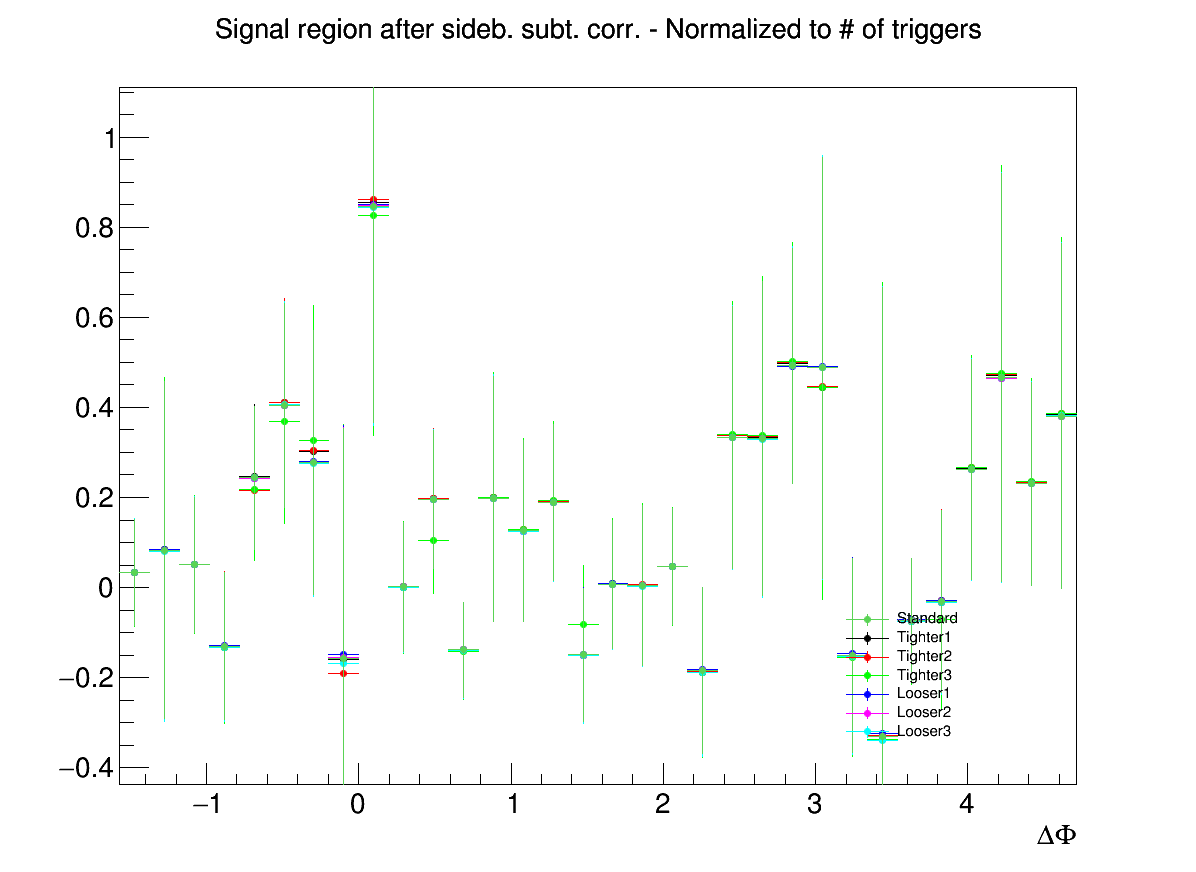 Signal region after sideb. subt. corr. - Normalized to # of triggers
1
0.8
0.6
0.4
0.2
0
−0.2
−0.4
Standard
Tighter1
Tighter2
Tighter3
Looser1
Looser2
Looser3
−1 0 1 2 3 4
ΔΦ